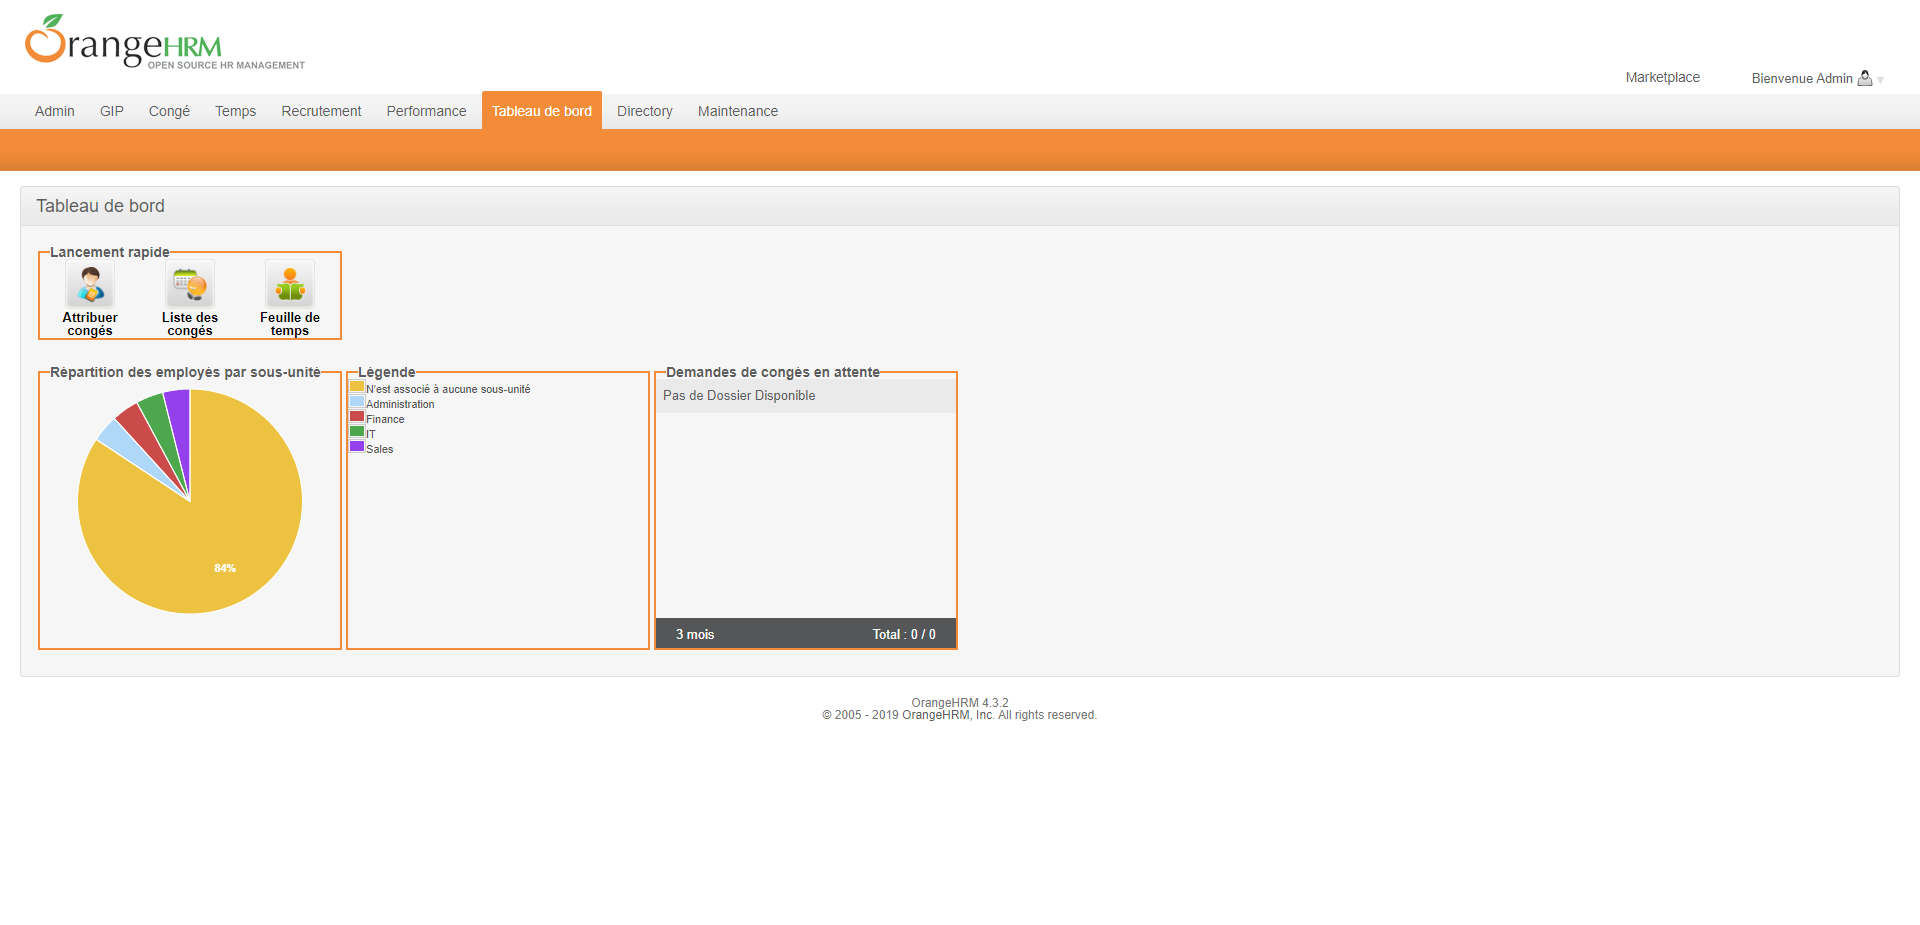 OrangeHRM
OPEN SOURCE HR MANAGEMENT
Marketplace
Bienvenue Admin
Admin GIP Congé Temps Recrutement Performance Tableau de bord Directory Maintenance
Tableau de bord
Lancement rapide
Attribuer congés
Liste des congés
Feuille de temps
Répartition des employés par sous-unité
84%
Légende
N'est associé à aucune sous-unité
Administration
Finance
IT
Sales
Demandes de congés en attente
Pas de Dossier Disponible
3 mois Total : 0 / 0
OrangeHRM 4.3.2
© 2005 - 2019 OrangeHRM, Inc. All rights reserved.